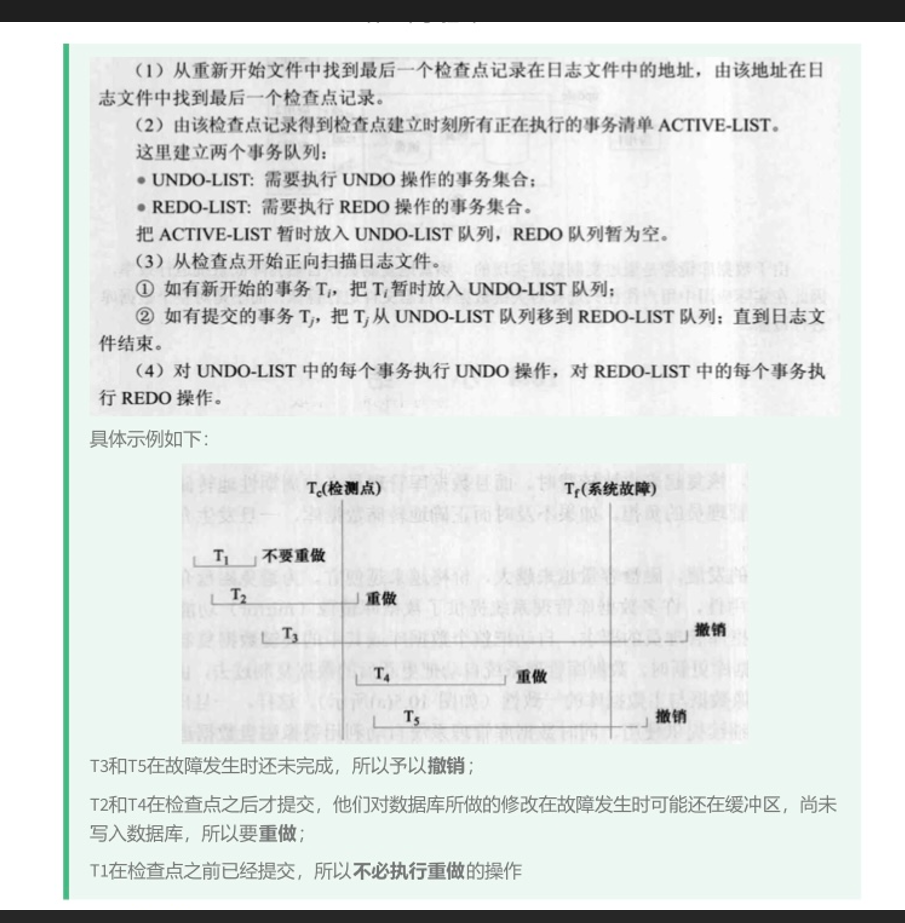 （1）从重新开始文件中找到最后一个检查点记录在日志文件中的地址，由该地址在日
志文件中找到最后一个检查点记录。
（2）由该检查点记录得到检查点建立时刻所有正在执行的事务清单 ACTIVE-LIST。
这里建立两个事务队列：
● UNDO-LIST: 需要执行 UNDO 操作的事务集合；
● REDO-LIST: 需要执行 REDO 操作的事务集合。
把 ACTIVE-LIST 暂时放入 UNDO-LIST 队列，REDO 队列暂为空。
（3）从检查点开始正向扫描日志文件。
① 如有新开始的事务 Ti，把 Ti 暂时放入 UNDO-LIST 队列；
② 如有提交的事务 Tj，把 Tj 从 UNDO-LIST 队列移到 REDO-LIST 队列；直到日志文
件结束。
（4）对 UNDO-LIST 中的每个事务执行 UNDO 操作，对 REDO-LIST 中的每个事务执
行 REDO 操作。
具体示例如下：
Tc(检测点) Tf(系统故障)
T1 不要重做
T2 重做
T3 撤销
T4 重做
T5 撤销
T3和T5在故障发生时还未完成，所以予以撤销；
T2和T4在检查点之后才提交，他们对数据库所做的修改在故障发生时可能还在缓冲区，尚未
写入数据库，所以要重做；
T1在检查点之前已经提交，所以不必执行重做的操作